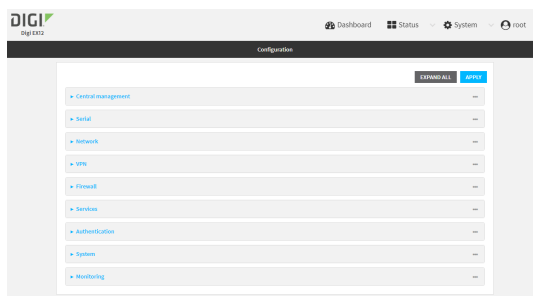 DIGI
Digi EX12
Dashboard Status System root
Configuration
EXPAND ALL APPLY
Central management
Serial
Network
VPN
Firewall
Services
Authentication
System
Monitoring